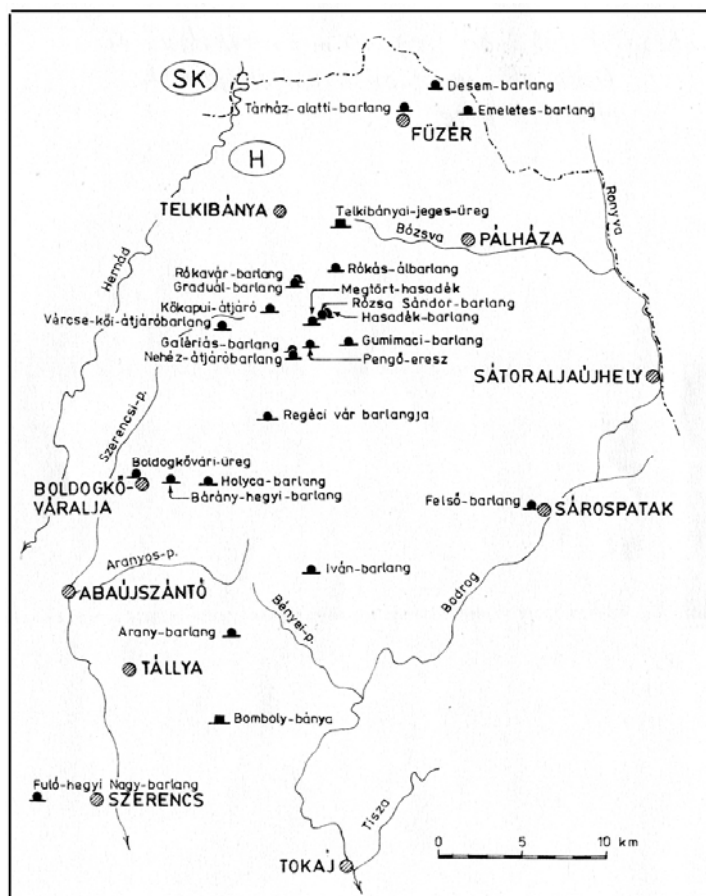 SK
Desem-barlang
Tárház-alatti-barlang
Emeletes-barlang
FÜZÉR
H
Ronyva
TELKIBÁNYA
Telkibányai-jeges-üreg
Bózsva
PÁLHÁZA
Hernád
Rókavár-barlang
Rókás-álbarlang
Graduál-barlang
Megtört-hasadék
Kőkapui-átjáró
Rózsa Sándor-barlang
Várcse-kői-átjáróbarlang
Hasadék-barlang
Galériás-barlang
Gumimaci-barlang
Nehéz-átjáróbarlang
Pengő-eresz
SÁTORALJAÚJHELY
Szerencsi-p.
Regéci vár barlangja
Boldogkővári-üreg
BOLDOGKŐ-
VÁRALJA
Holyca-barlang
Bárány-hegyi-barlang
Felső-barlang
SÁROSPATAK
Aranyos-p.
Iván-barlang
Bodrog
ABAÚJSZÁNTÓ
Bényei-p.
Arany-barlang
TÁLLYA
Bomboly-bánya
Fuló-hegyi Nagy-barlang
SZERENCS
Tisza
0 5 10 km
TOKAJ